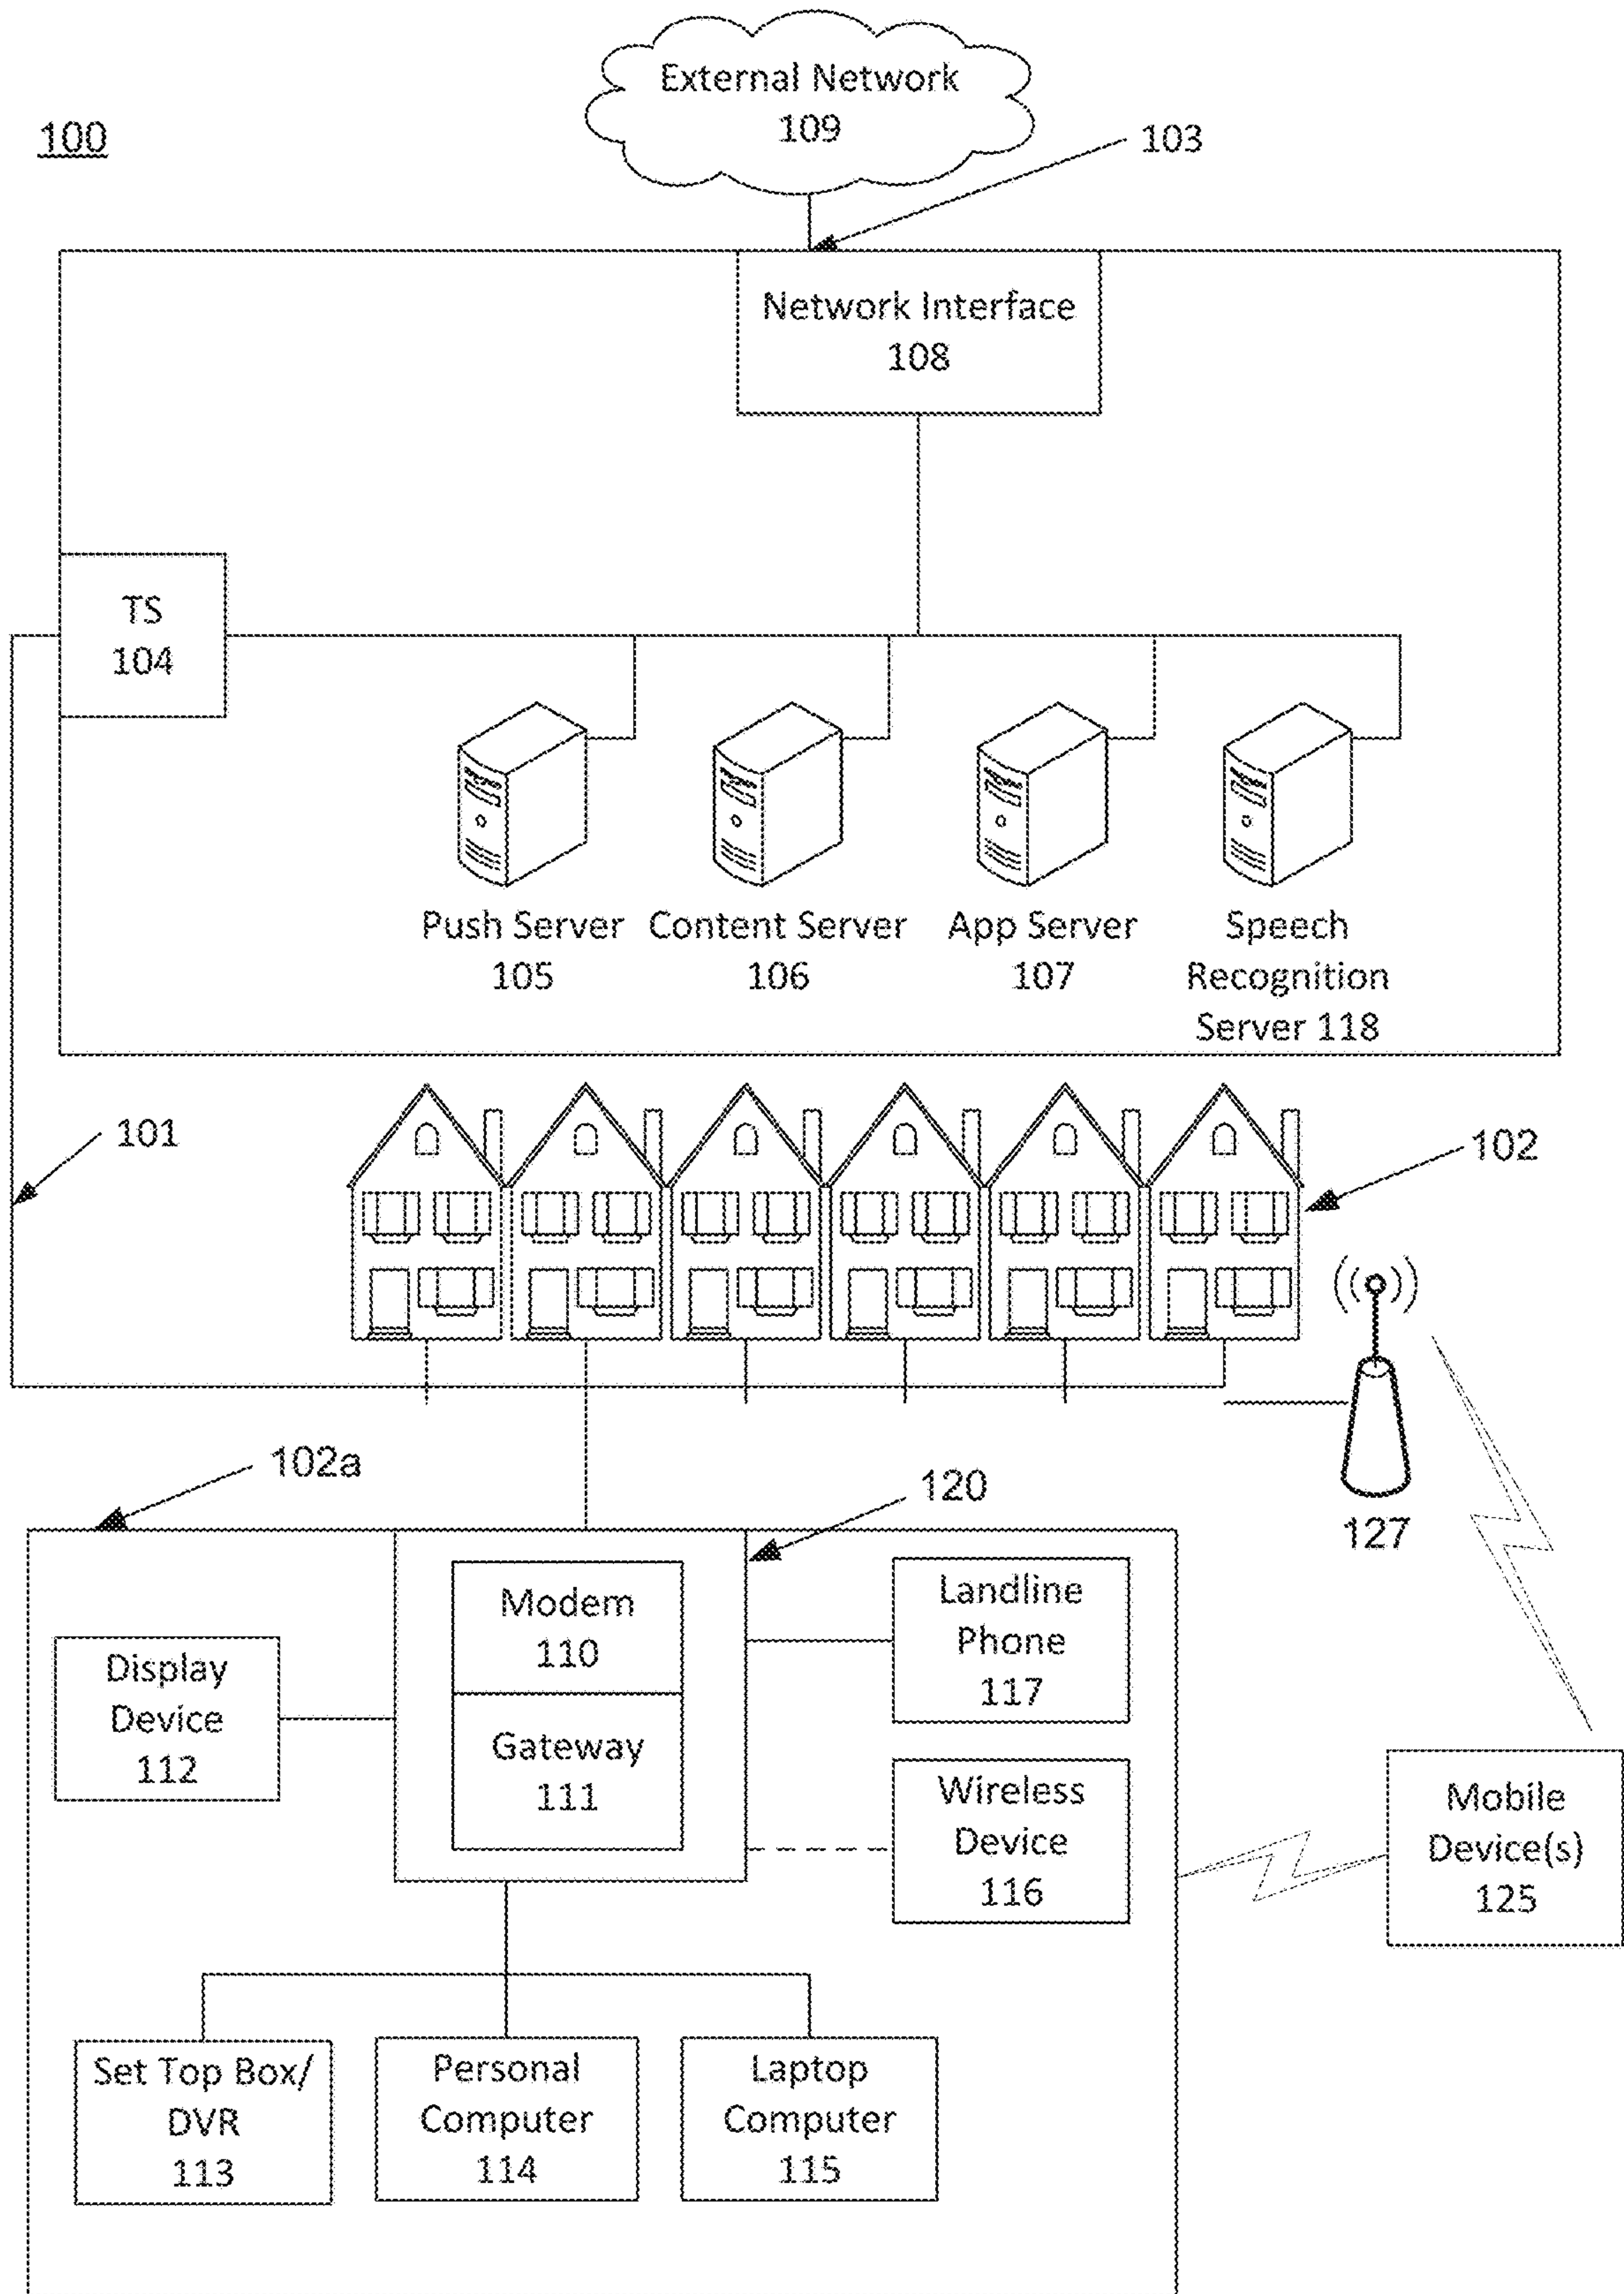 External Network
109
100
103
Network Interface
108
TS
104
Push Server
105
Content Server
106
App Server
107
Speech
Recognition
Server 118
101
102
127
102a
120
Modem
110
Gateway
111
Display
Device
112
Landline
Phone
117
Wireless
Device
116
Mobile
Device(s)
125
Set Top Box/
DVR
113
Personal
Computer
114
Laptop
Computer
115